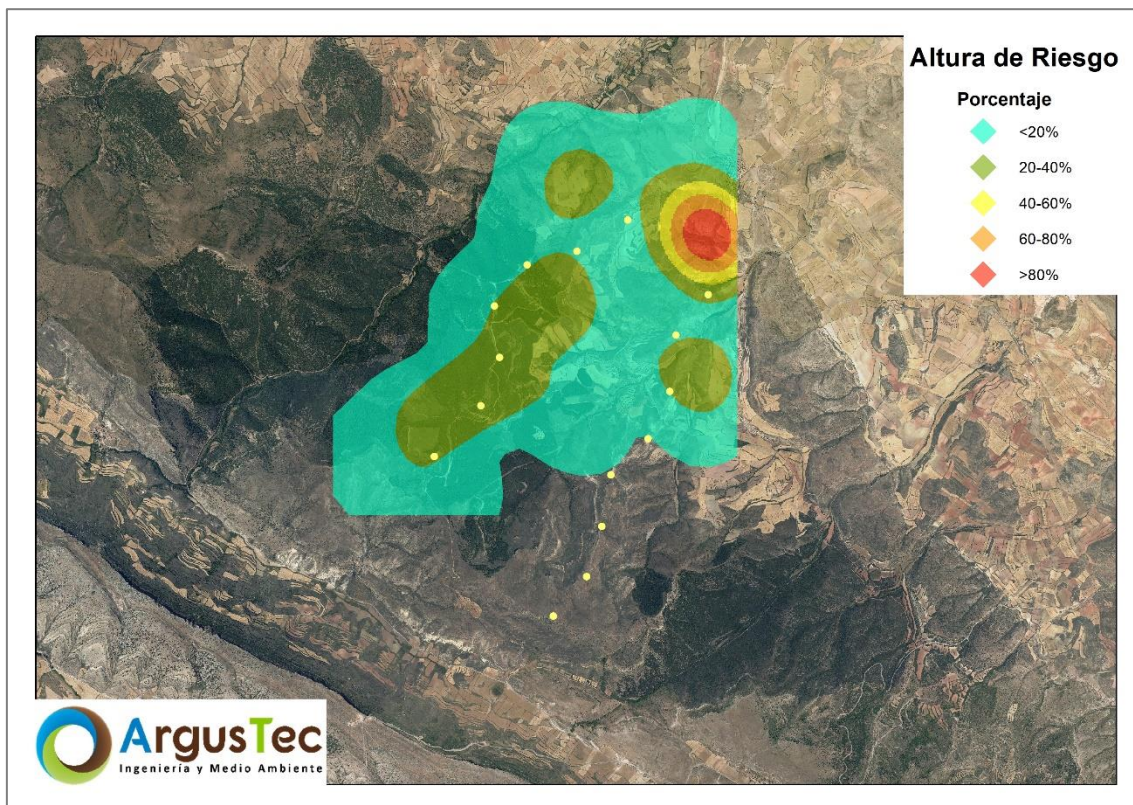 Altura de Riesgo
Porcentaje
<20%
20-40%
40-60%
60-80%
>80%
ArgusTec
Ingeniería y Medio Ambiente